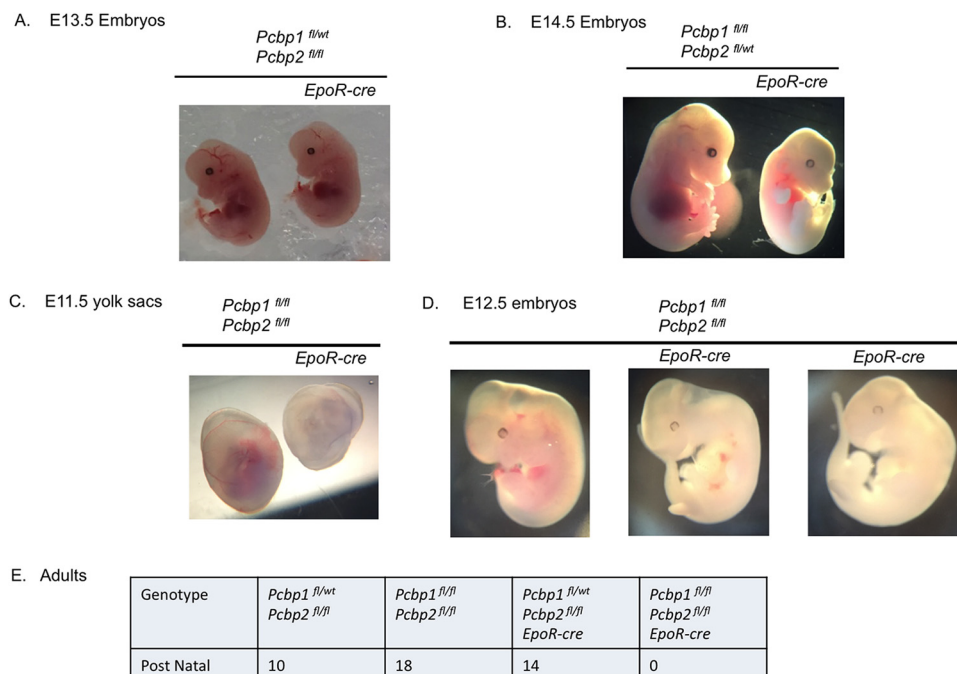 A. E13.5 Embryos
Pcbp1 fl/wt
Pcbp2 fl/fl
EpoR-cre
B. E14.5 Embryos
Pcbp1 fl/fl
Pcbp2 fl/wt
EpoR-cre
C. E11.5 yolk sacs
Pcbp1 fl/fl
Pcbp2 fl/fl
EpoR-cre
D. E12.5 embryos
Pcbp1 fl/fl
Pcbp2 fl/fl
EpoR-cre EpoR-cre
E. Adults
Genotype Pcbp1 fl/wt Pcbp1 fl/fl Pcbp1 fl/wt Pcbp1 fl/fl
Pcbp2 fl/fl Pcbp2 fl/fl Pcbp2 fl/fl Pcbp2 fl/fl
EpoR-cre EpoR-cre
Post Natal 10 18 14 0